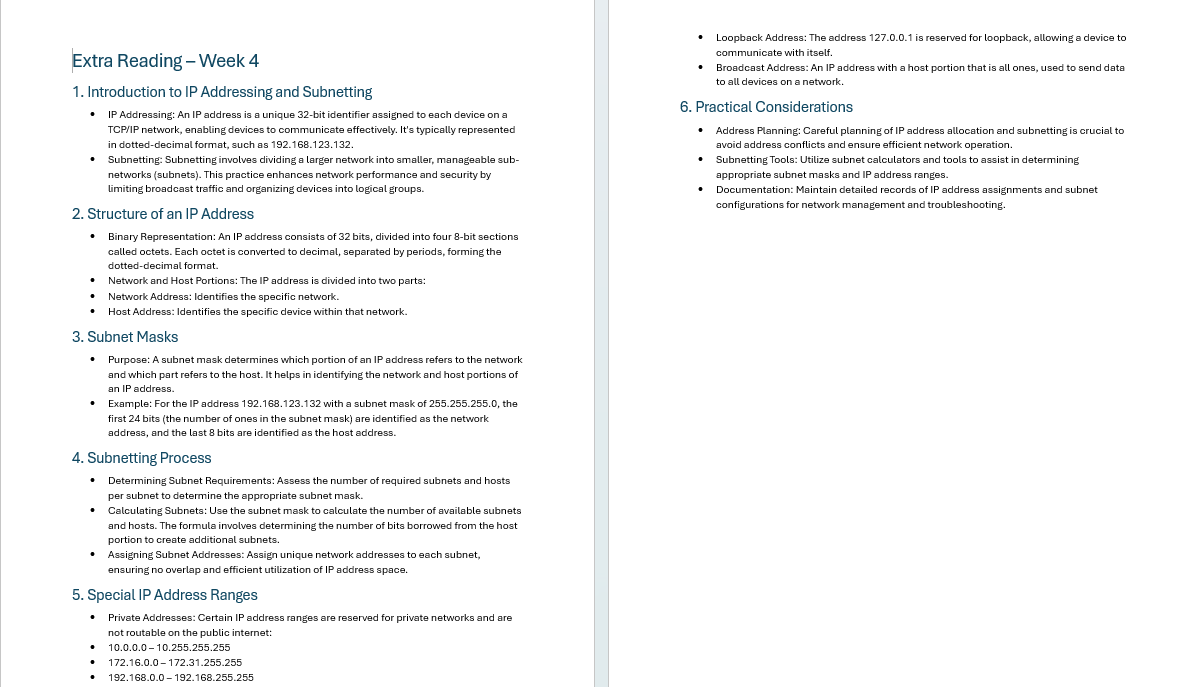 Extra Reading – Week 4
1. Introduction to IP Addressing and Subnetting
• IP Addressing: An IP address is a unique 32-bit identifier assigned to each device on a
TCP/IP network, enabling devices to communicate effectively. It's typically represented
in dotted-decimal format, such as 192.168.123.132.
• Subnetting: Subnetting involves dividing a larger network into smaller, manageable sub-
networks (subnets). This practice enhances network performance and security by
limiting broadcast traffic and organizing devices into logical groups.
2. Structure of an IP Address
• Binary Representation: An IP address consists of 32 bits, divided into four 8-bit sections
called octets. Each octet is converted to decimal, separated by periods, forming the
dotted-decimal format.
• Network and Host Portions: The IP address is divided into two parts:
• Network Address: Identifies the specific network.
• Host Address: Identifies the specific device within that network.
3. Subnet Masks
• Purpose: A subnet mask determines which portion of an IP address refers to the network
and which part refers to the host. It helps in identifying the network and host portions of
an IP address.
• Example: For the IP address 192.168.123.132 with a subnet mask of 255.255.255.0, the
first 24 bits (the number of ones in the subnet mask) are identified as the network
address, and the last 8 bits are identified as the host address.
4. Subnetting Process
• Determining Subnet Requirements: Assess the number of required subnets and hosts
per subnet to determine the appropriate subnet mask.
• Calculating Subnets: Use the subnet mask to calculate the number of available subnets
and hosts. The formula involves determining the number of bits borrowed from the host
portion to create additional subnets.
• Assigning Subnet Addresses: Assign unique network addresses to each subnet,
ensuring no overlap and efficient utilization of IP address space.
5. Special IP Address Ranges
• Private Addresses: Certain IP address ranges are reserved for private networks and are
not routable on the public internet:
• 10.0.0.0 – 10.255.255.255
• 172.16.0.0 – 172.31.255.255
• 192.168.0.0 – 192.168.255.255
• Loopback Address: The address 127.0.0.1 is reserved for loopback, allowing a device to
communicate with itself.
• Broadcast Address: An IP address with a host portion that is all ones, used to send data
to all devices on a network.
6. Practical Considerations
• Address Planning: Careful planning of IP address allocation and subnetting is crucial to
avoid address conflicts and ensure efficient network operation.
• Subnetting Tools: Utilize subnet calculators and tools to assist in determining
appropriate subnet masks and IP address ranges.
• Documentation: Maintain detailed records of IP address assignments and subnet
configurations for network management and troubleshooting.